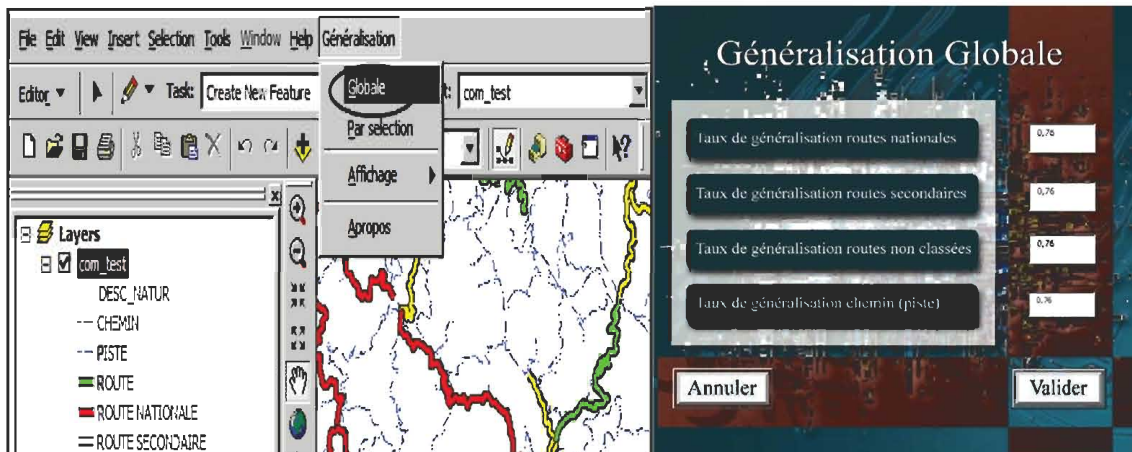 File Edit View Insert Selection Tools Window Help Généralisation
Editor Task: Create New Feature
Globale
t: com_test
Par selection
Affichage
Apropos
Layers
com_test
DESC_NATUR
CHEMIN
PISTE
ROUTE
ROUTE NATIONALE
ROUTE SECONDAIRE
Généralisation Globale
Taux de généralisation routes nationales 0,76
Taux de généralisation routes secondaires 0,76
Taux de généralisation routes non classées 0,76
Taux de généralisation chemin (piste) 0,76
Annuler Valider